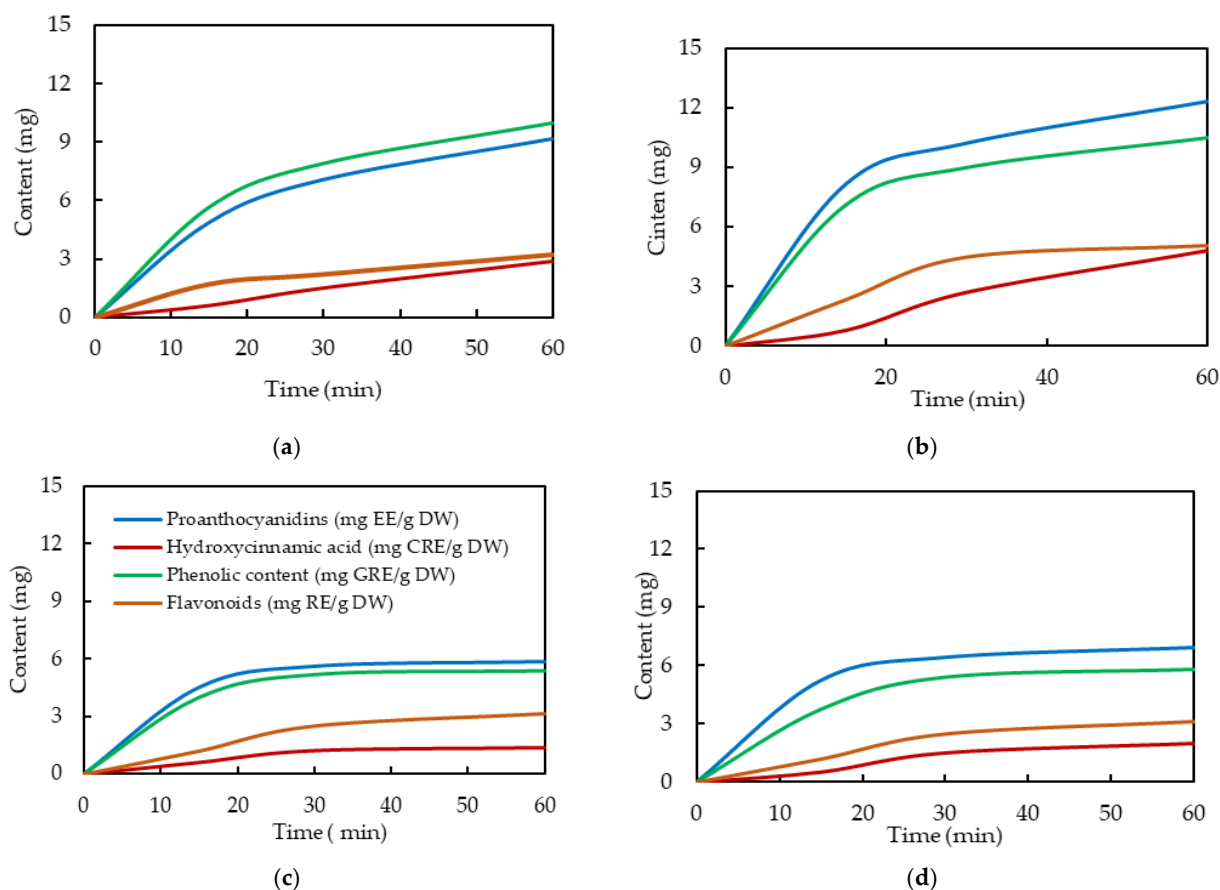 15
12
9
6
3
0
Content (mg)
0 10 20 30 40 50 60
Time (min)
(a)
15
12
9
6
3
0
Cinten (mg)
0 20 40 60
Time (min)
(b)
15
12
9
6
3
0
Content (mg)
Proanthocyanidins (mg EE/g DW)
Hydroxycinnamic acid (mg CRE/g DW)
Phenolic content (mg GRE/g DW)
Flavonoids (mg RE/g DW)
0 10 20 30 40 50 60
Time ( min)
(c)
15
12
9
6
3
0
Content (mg)
0 10 20 30 40 50 60
Time (min)
(d)